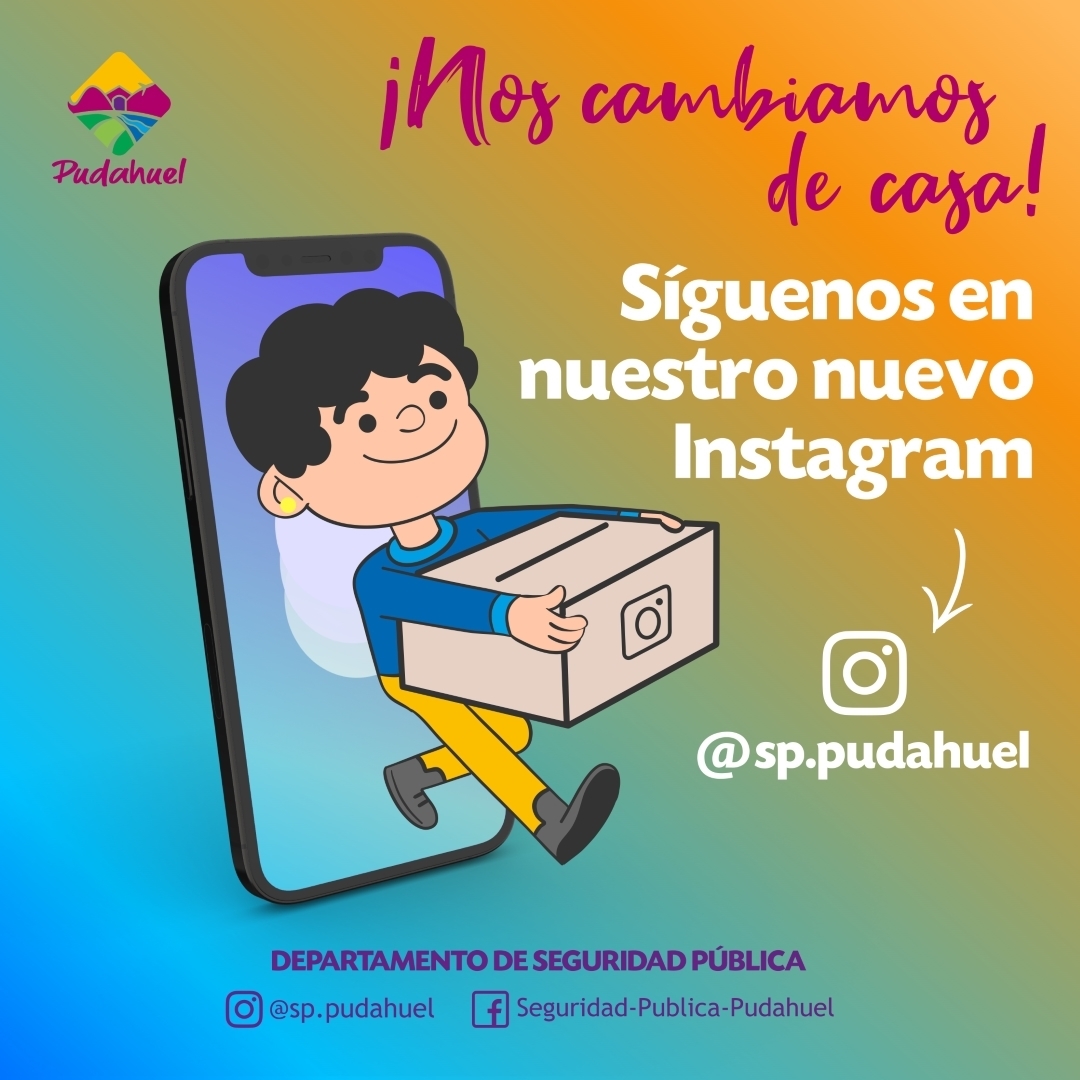 Pudahuel
¡Nos cambiamos
de casa!
Síguenos en
nuestro nuevo
Instagram
@sp.pudahuel
DEPARTAMENTO DE SEGURIDAD PÚBLICA
@sp.pudahuel
Seguridad-Publica-Pudahuel